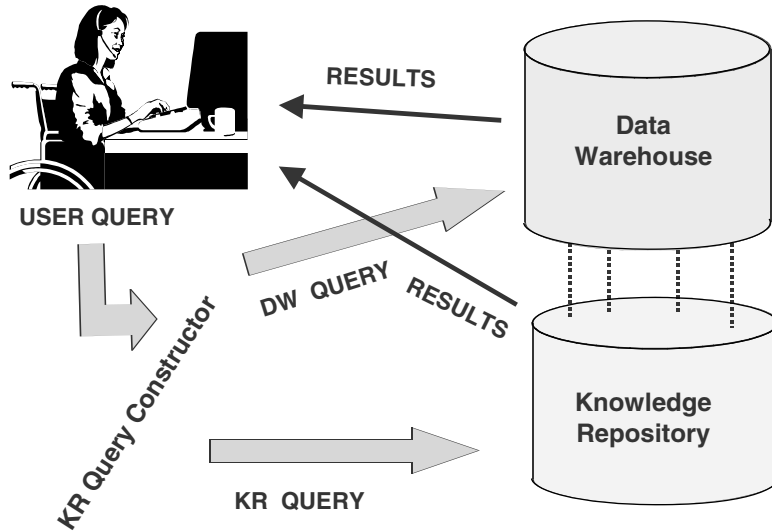 RESULTS
Data
Warehouse
USER QUERY
DW QUERY
RESULTS
KR Query Constructor
Knowledge
Repository
KR QUERY